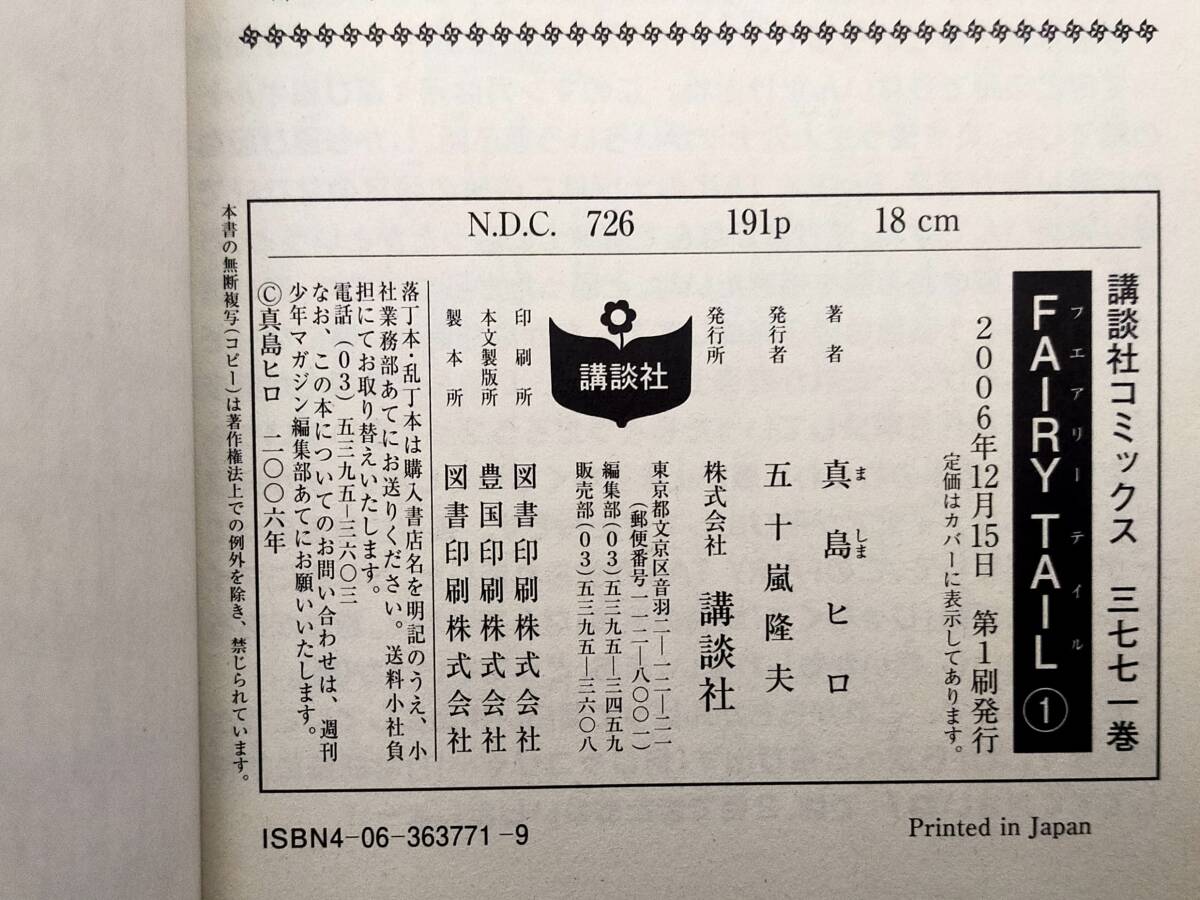 N.D.C. 726 191p 18 cm
講談社コミックス 三七七一巻
フエアリーテイル
FAIRY TAIL ①
2006年12月15日 第1刷発行
定価はカバーに表示してあります。
著者 真島ヒロ
ましま
発行者 五十嵐隆夫
発行所 株式会社 講談社
東京都文京区音羽二―一二―二一
(郵便番号一一二―八〇〇一)
編集部(03)五三九五―三四五九
販売部(03)五三九五―三六〇八
講談社
印刷所 図書印刷株式会社
本文製版所 豊国印刷株式会社
製本所 図書印刷株式会社
落丁本・乱丁本は購入書店名を明記のうえ、小
社業務部あてにお送りください。送料小社負
担にてお取り替えいたします。
電話(03)五三九五―三六〇三
なお、この本についてのお問い合わせは、週刊
少年マガジン編集部あてにお願いいたします。
©真島ヒロ 二〇〇六年
本書の無断複写(コピー)は著作権法上での例外を除き、禁じられています。
ISBN4-06-363771-9
Printed in Japan